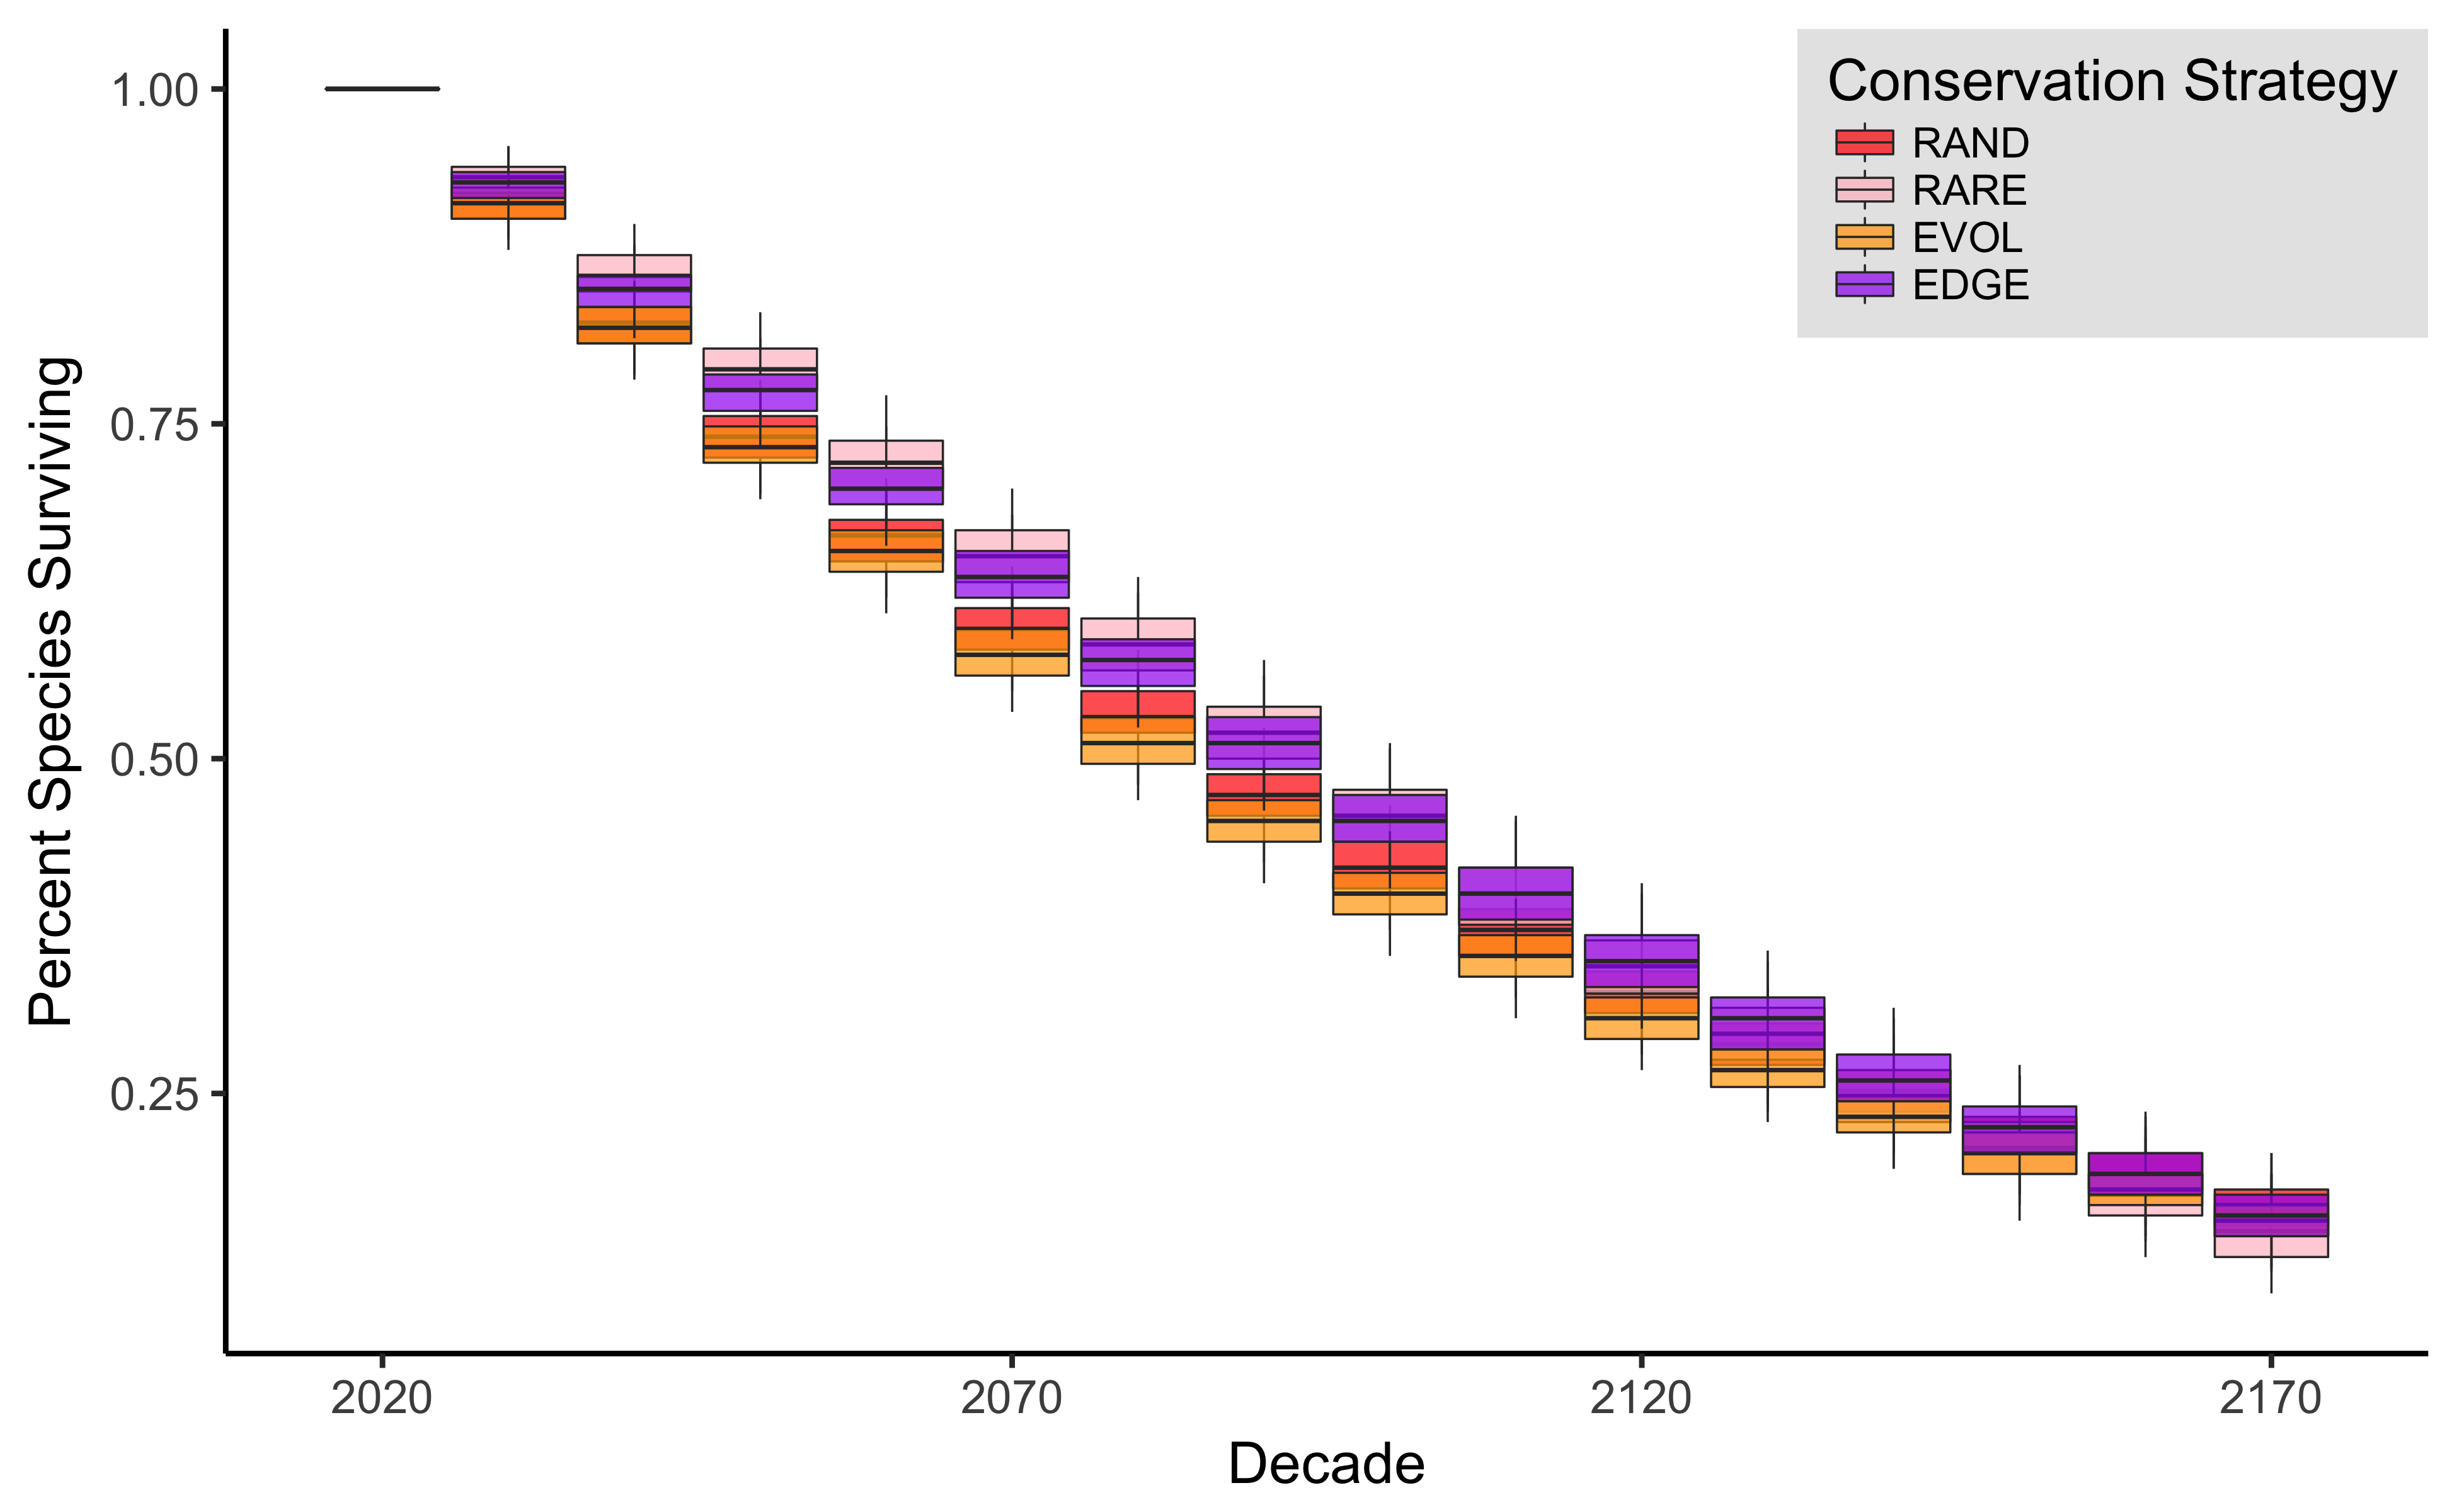 Conservation Strategy
RAND
RARE
EVOL
EDGE
Percent Species Surviving
1.00
0.75
0.50
0.25
2020 2070 2120 2170
Decade